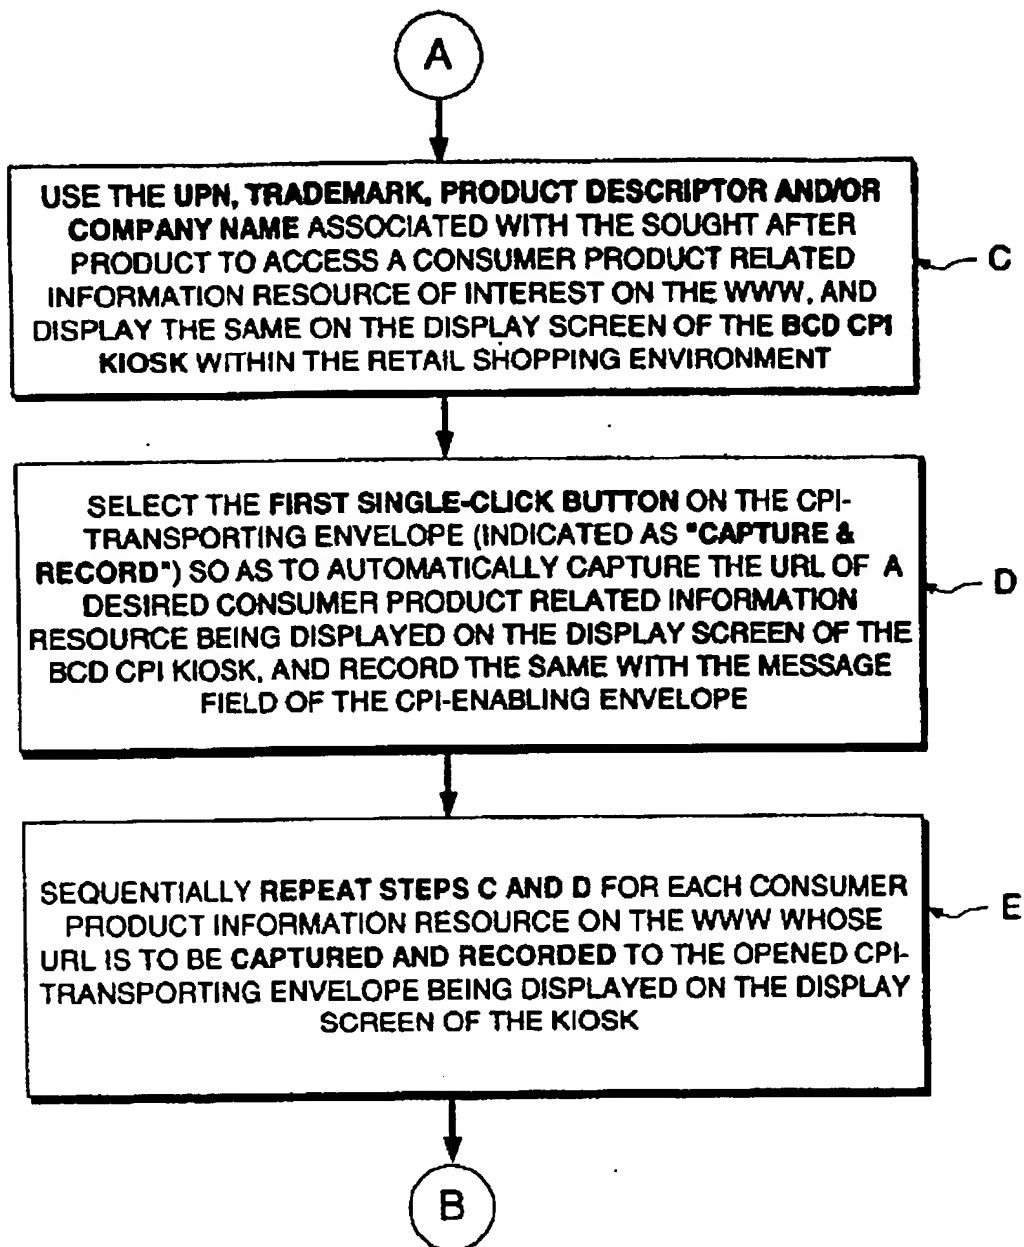 A
USE THE UPN, TRADEMARK, PRODUCT DESCRIPTOR AND/OR
COMPANY NAME ASSOCIATED WITH THE SOUGHT AFTER
PRODUCT TO ACCESS A CONSUMER PRODUCT RELATED
INFORMATION RESOURCE OF INTEREST ON THE WWW, AND
DISPLAY THE SAME ON THE DISPLAY SCREEN OF THE BCD CPI
KIOSK WITHIN THE RETAIL SHOPPING ENVIRONMENT
C
SELECT THE FIRST SINGLE-CLICK BUTTON ON THE CPI-
TRANSPORTING ENVELOPE (INDICATED AS "CAPTURE &
RECORD") SO AS TO AUTOMATICALLY CAPTURE THE URL OF A
DESIRED CONSUMER PRODUCT RELATED INFORMATION
RESOURCE BEING DISPLAYED ON THE DISPLAY SCREEN OF THE
BCD CPI KIOSK, AND RECORD THE SAME WITH THE MESSAGE
FIELD OF THE CPI-ENABLING ENVELOPE
D
SEQUENTIALLY REPEAT STEPS C AND D FOR EACH CONSUMER
PRODUCT INFORMATION RESOURCE ON THE WWW WHOSE
URL IS TO BE CAPTURED AND RECORDED TO THE OPENED CPI-
TRANSPORTING ENVELOPE BEING DISPLAYED ON THE DISPLAY
SCREEN OF THE KIOSK
E
B